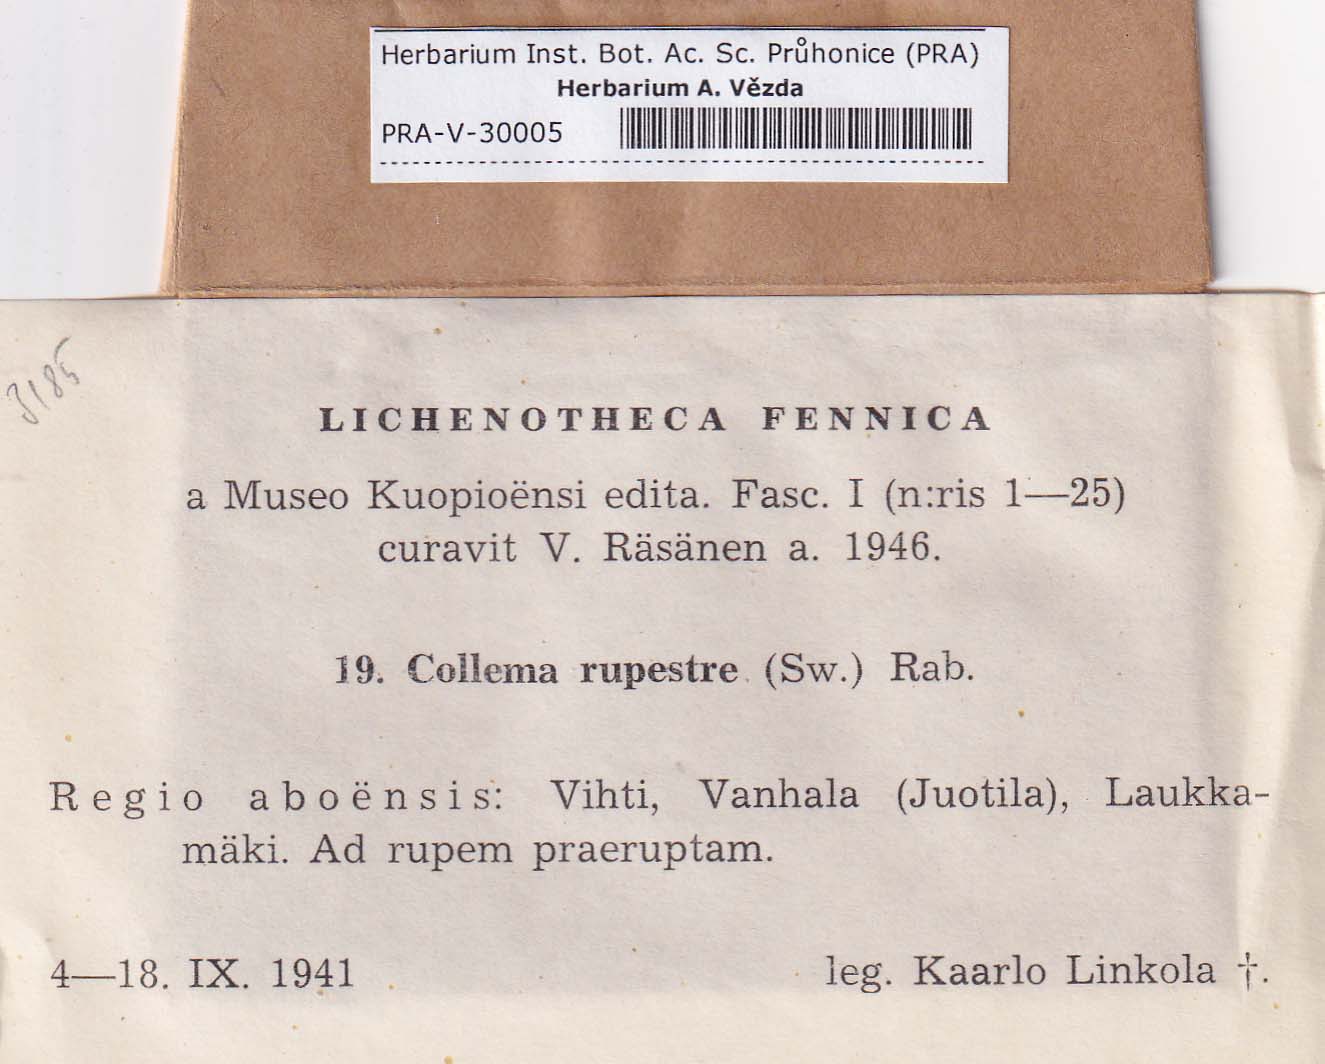 Herbarium Inst. Bot. Ac. Sc. Průhonice (PRA)
Herbarium A. Vězda
PRA-V-30005
3185
LICHENOTHECA FENNICA
a Museo Kuopioënsi edita. Fasc. I (n:ris 1—25)
curavit V. Räsänen a. 1946.
19. Collema rupestre (Sw.) Rab.
Regio aboënsis: Vihti, Vanhala (Juotila), Laukka-
mäki. Ad rupem praeruptam.
4—18. IX. 1941 leg. Kaarlo Linkola †.